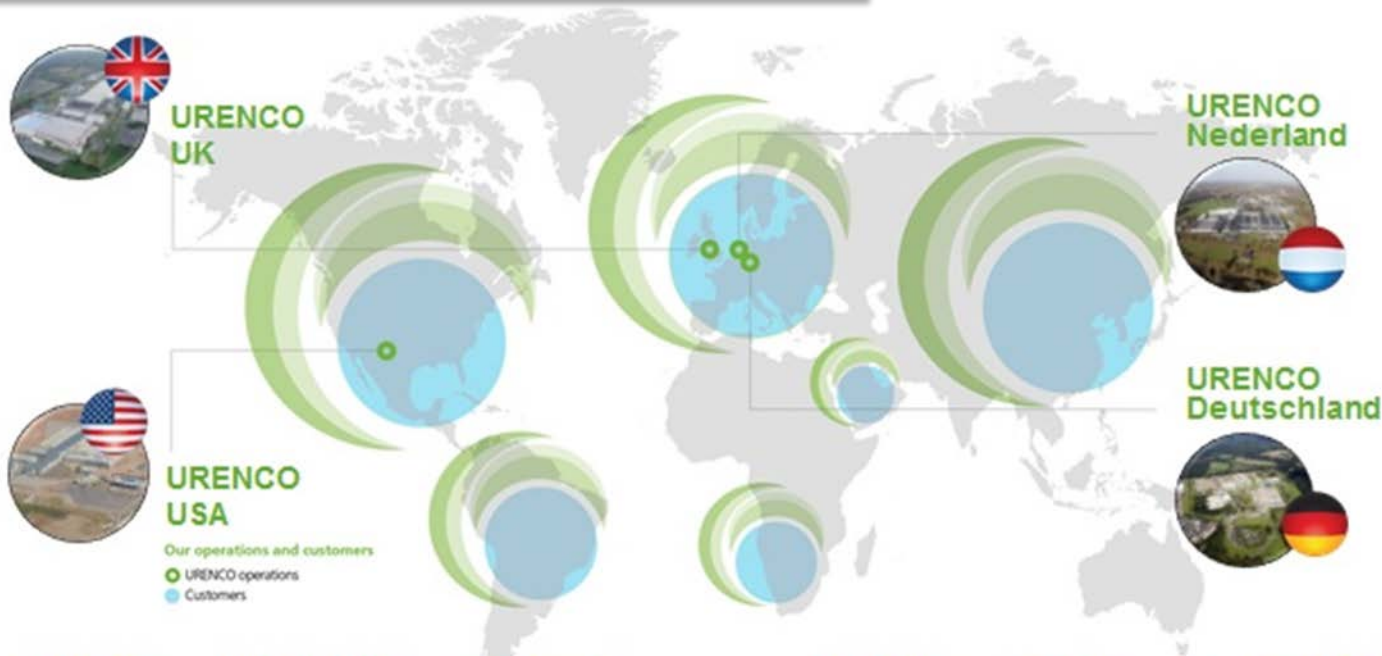 URENCO
UK
URENCO
Nederland
URENCO
Deutschland
URENCO
USA
Our operations and customers
URENCO operations
Customers